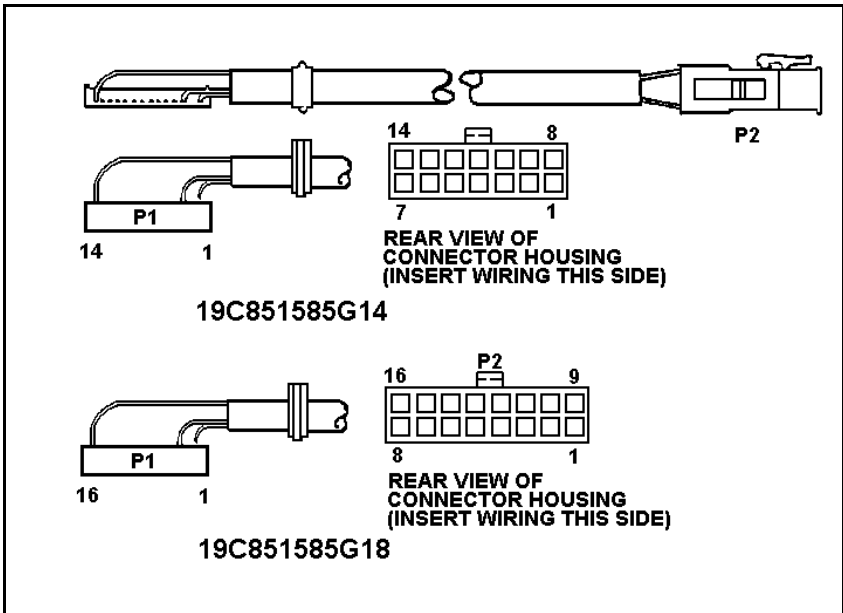 P2
14 8
P1
14 1
7 1
REAR VIEW OF
CONNECTOR HOUSING
(INSERT WIRING THIS SIDE)
19C851585G14
P2
16 9
P1
16 1
8 1
REAR VIEW OF
CONNECTOR HOUSING
(INSERT WIRING THIS SIDE)
19C851585G18